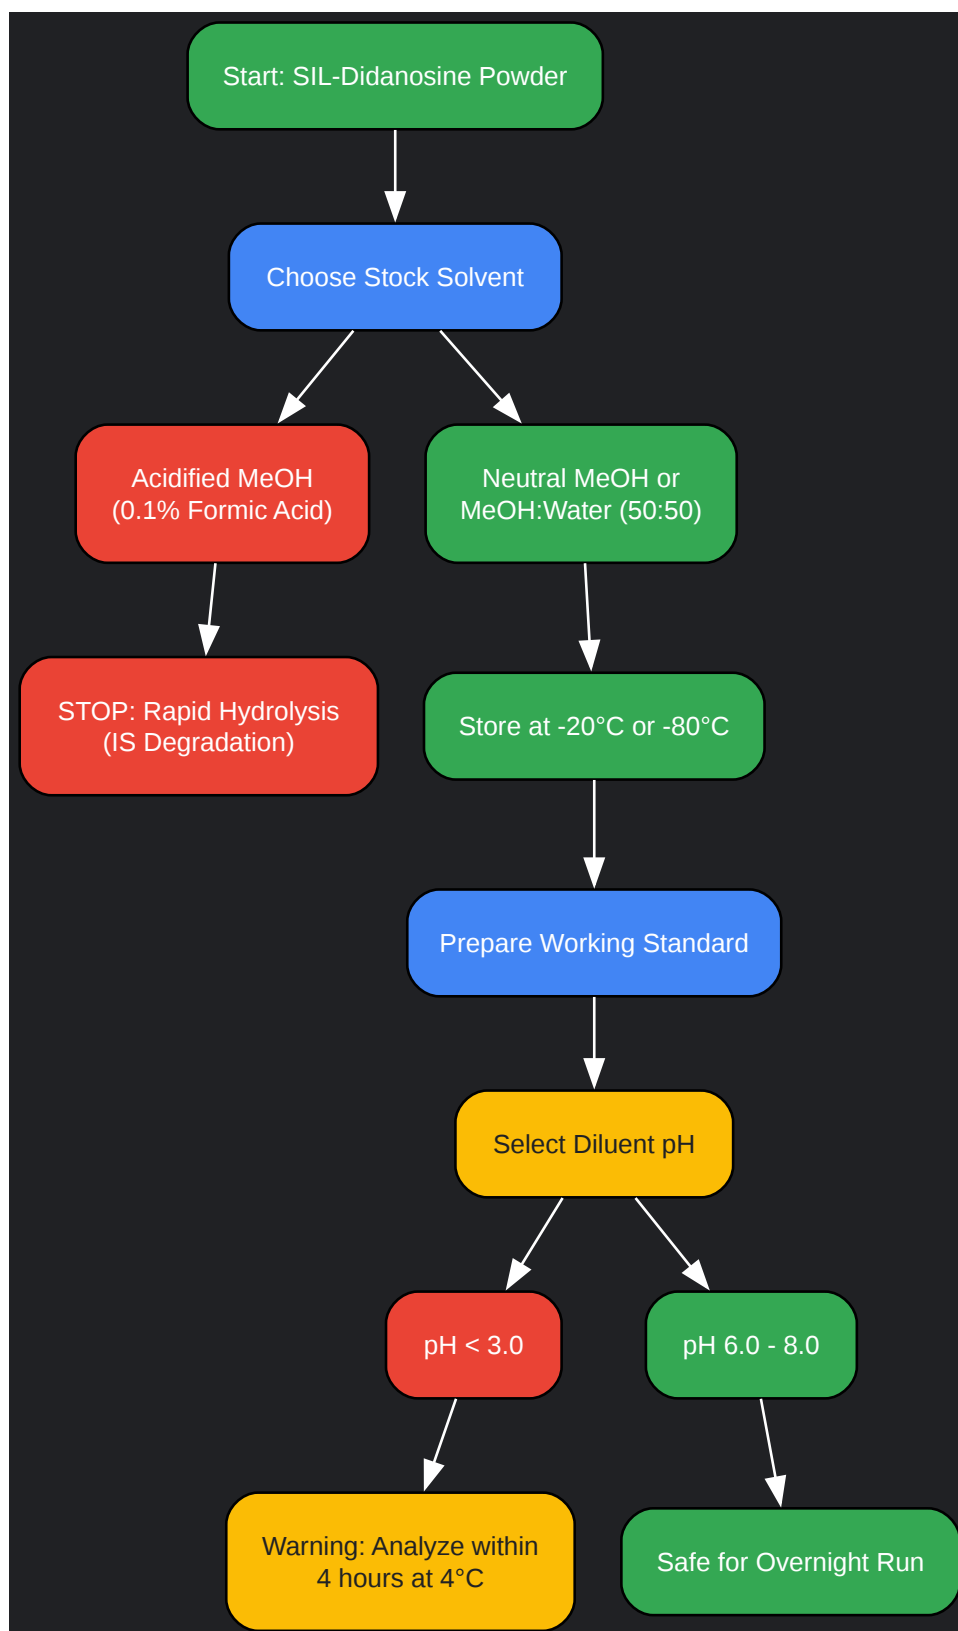 Start: SIL-Didanosine Powder
Choose Stock Solvent
Acidified MeOH
(0.1% Formic Acid)
Neutral MeOH or
MeOH:Water (50:50)
STOP: Rapid Hydrolysis
(IS Degradation)
Store at -20°C or -80°C
Prepare Working Standard
Select Diluent pH
pH < 3.0
pH 6.0 - 8.0
Warning: Analyze within
4 hours at 4°C
Safe for Overnight Run